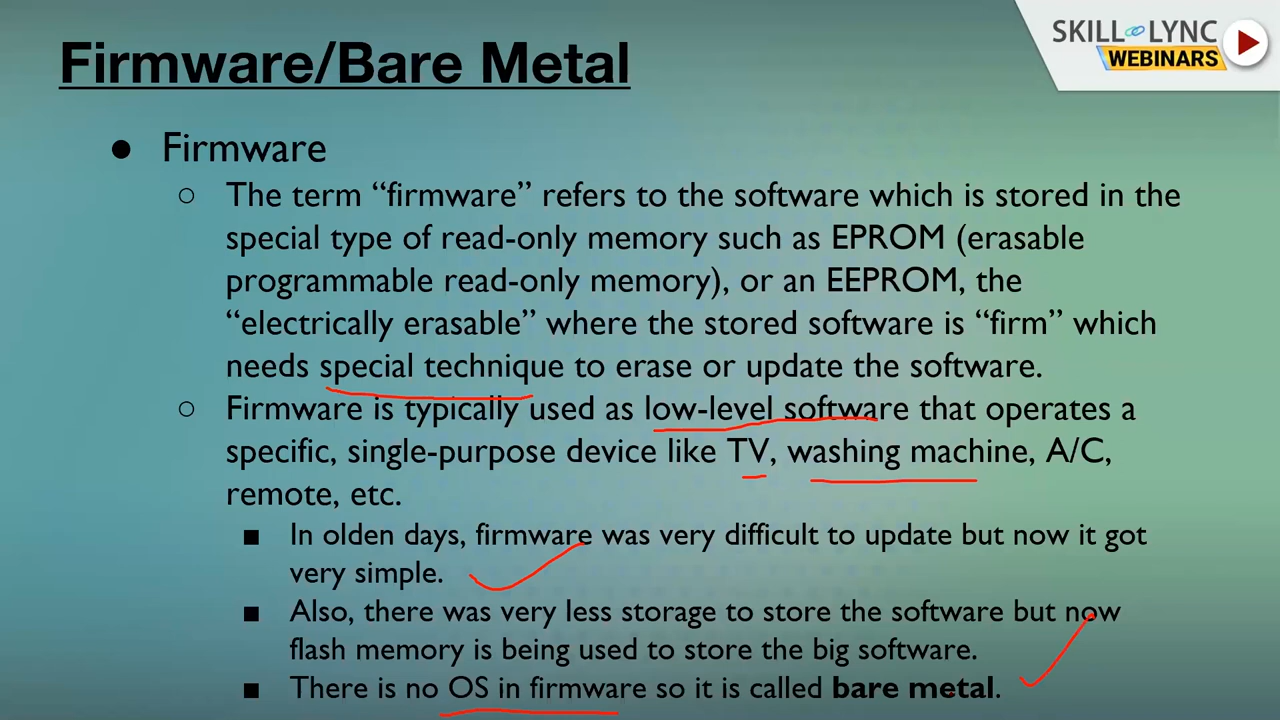 Firmware/Bare Metal
SKILL LYNC
WEBINARS
● Firmware
○ The term “firmware” refers to the software which is stored in the
special type of read-only memory such as EPROM (erasable
programmable read-only memory), or an EEPROM, the
“electrically erasable” where the stored software is “firm” which
needs special technique to erase or update the software.
○ Firmware is typically used as low-level software that operates a
specific, single-purpose device like TV, washing machine, A/C,
remote, etc.
■ In olden days, firmware was very difficult to update but now it got
very simple.
■ Also, there was very less storage to store the software but now
flash memory is being used to store the big software.
■ There is no OS in firmware so it is called bare metal.